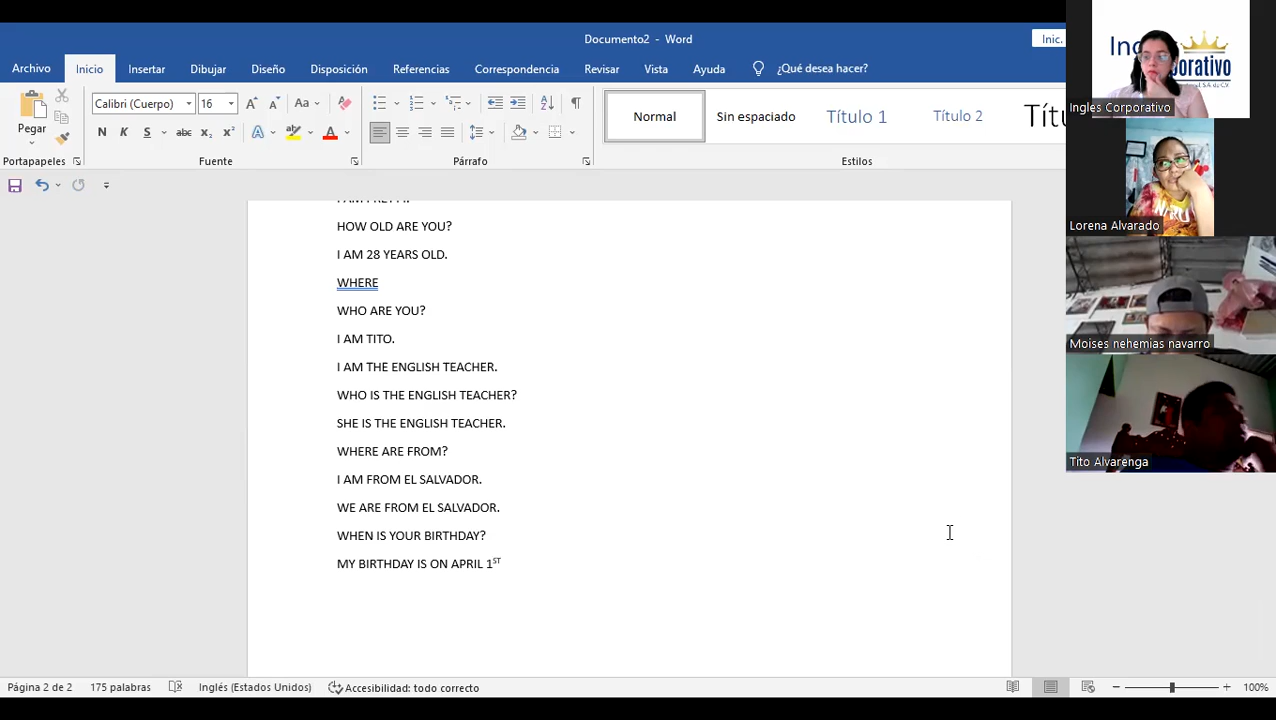 Documento2 - Word
Inic.
Archivo Inicio Insertar Dibujar Diseño Disposición Referencias Correspondencia Revisar Vista Ayuda ¿Qué desea hacer?
Pegar
Calibri (Cuerpo) 16 Aa
N K S abc x₂ x² A A
Normal Sin espaciado Título 1 Título 2
Portapapeles Fuente Párrafo Estilos
HOW OLD ARE YOU?
I AM 28 YEARS OLD.
WHERE
WHO ARE YOU?
I AM TITO.
I AM THE ENGLISH TEACHER.
WHO IS THE ENGLISH TEACHER?
SHE IS THE ENGLISH TEACHER.
WHERE ARE FROM?
I AM FROM EL SALVADOR.
WE ARE FROM EL SALVADOR.
WHEN IS YOUR BIRTHDAY?
MY BIRTHDAY IS ON APRIL 1ST
Página 2 de 2 175 palabras Inglés (Estados Unidos) Accesibilidad: todo correcto 100%
Ingles Corporativo
Lorena Alvarado
Moises nehemias navarro
Tito Alvarenga